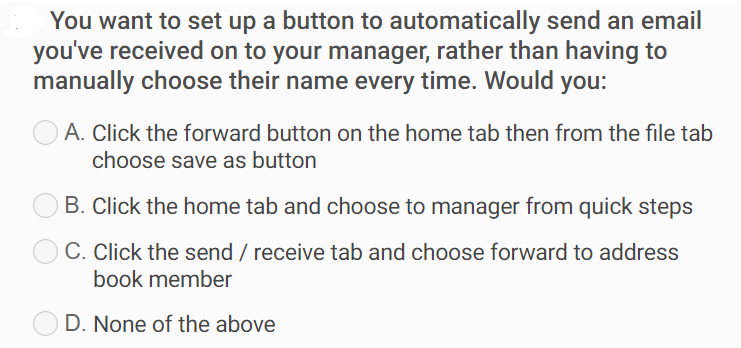 You want to set up a button to automatically send an email
you've received on to your manager, rather than having to
manually choose their name every time. Would you:
A. Click the forward button on the home tab then from the file tab
choose save as button
B. Click the home tab and choose to manager from quick steps
C. Click the send / receive tab and choose forward to address
book member
D. None of the above